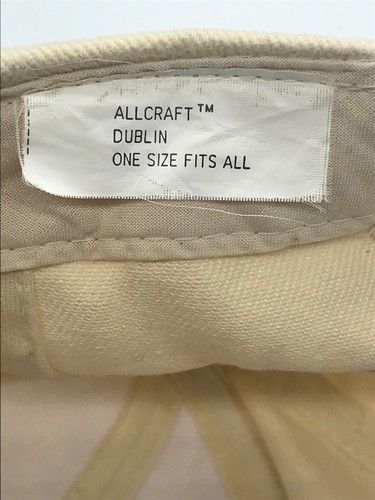 ALLCRAFT™
DUBLIN
ONE SIZE FITS ALL